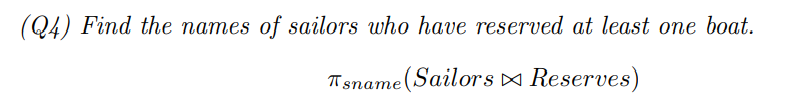 (Q4) Find the names of sailors who have reserved at least one boat.
π_sname(Sailors ⋈ Reserves)